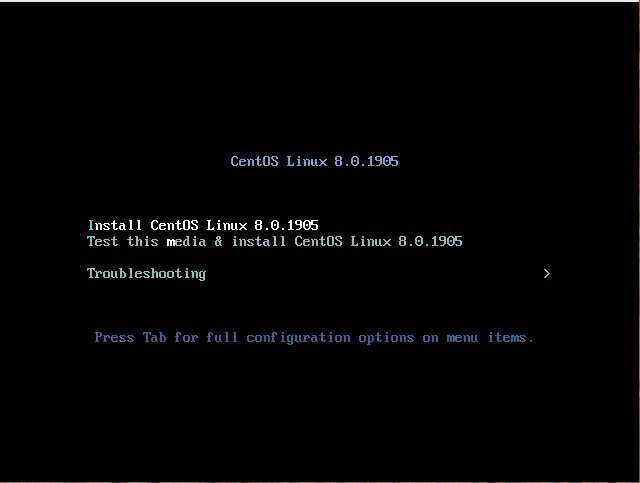 CentOS Linux 8.0.1905
Install CentOS Linux 8.0.1905
Test this media & install CentOS Linux 8.0.1905
Troubleshooting >
Press Tab for full configuration options on menu items.